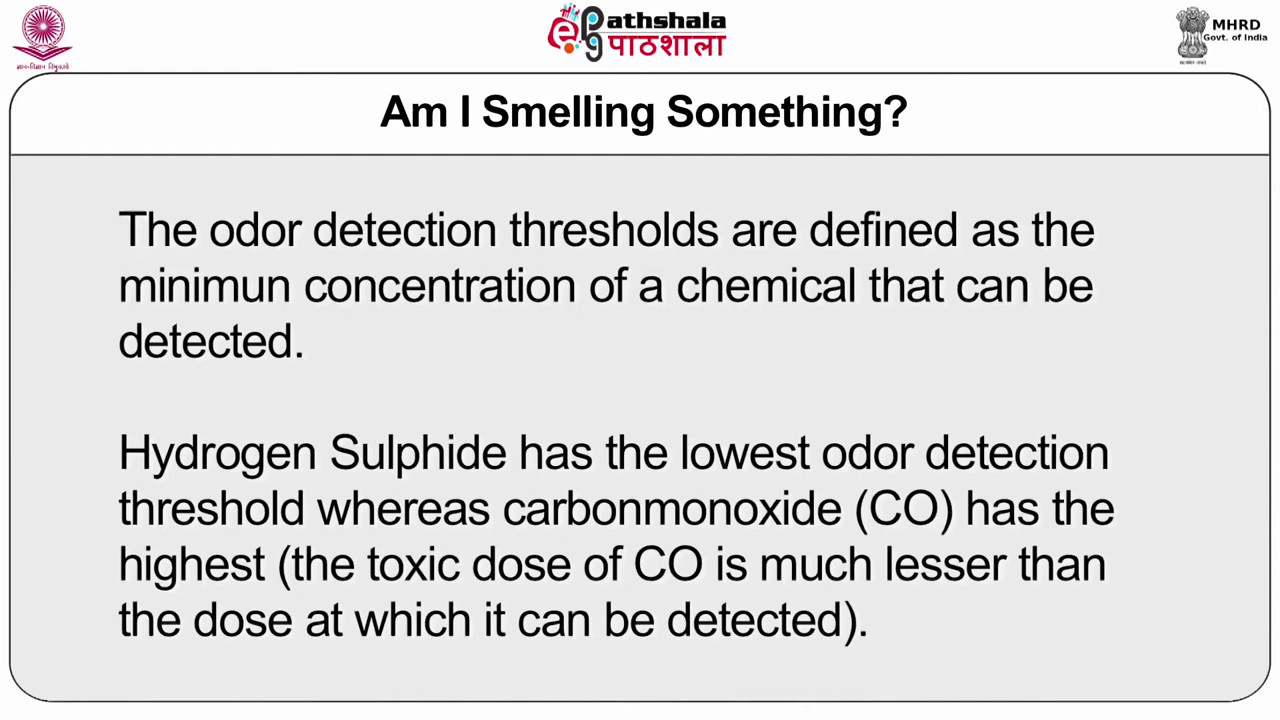 ePathshala
पाठशाला
MHRD
Govt. of India
Am I Smelling Something?
The odor detection thresholds are defined as the
minimun concentration of a chemical that can be
detected.
Hydrogen Sulphide has the lowest odor detection
threshold whereas carbonmonoxide (CO) has the
highest (the toxic dose of CO is much lesser than
the dose at which it can be detected).